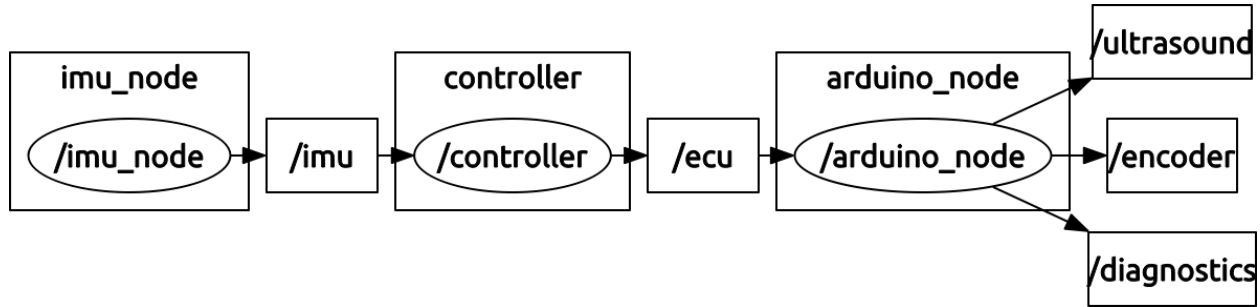 imu_node
/imu_node
/imu
controller
/controller
/ecu
arduino_node
/arduino_node
/ultrasound
/encoder
/diagnostics